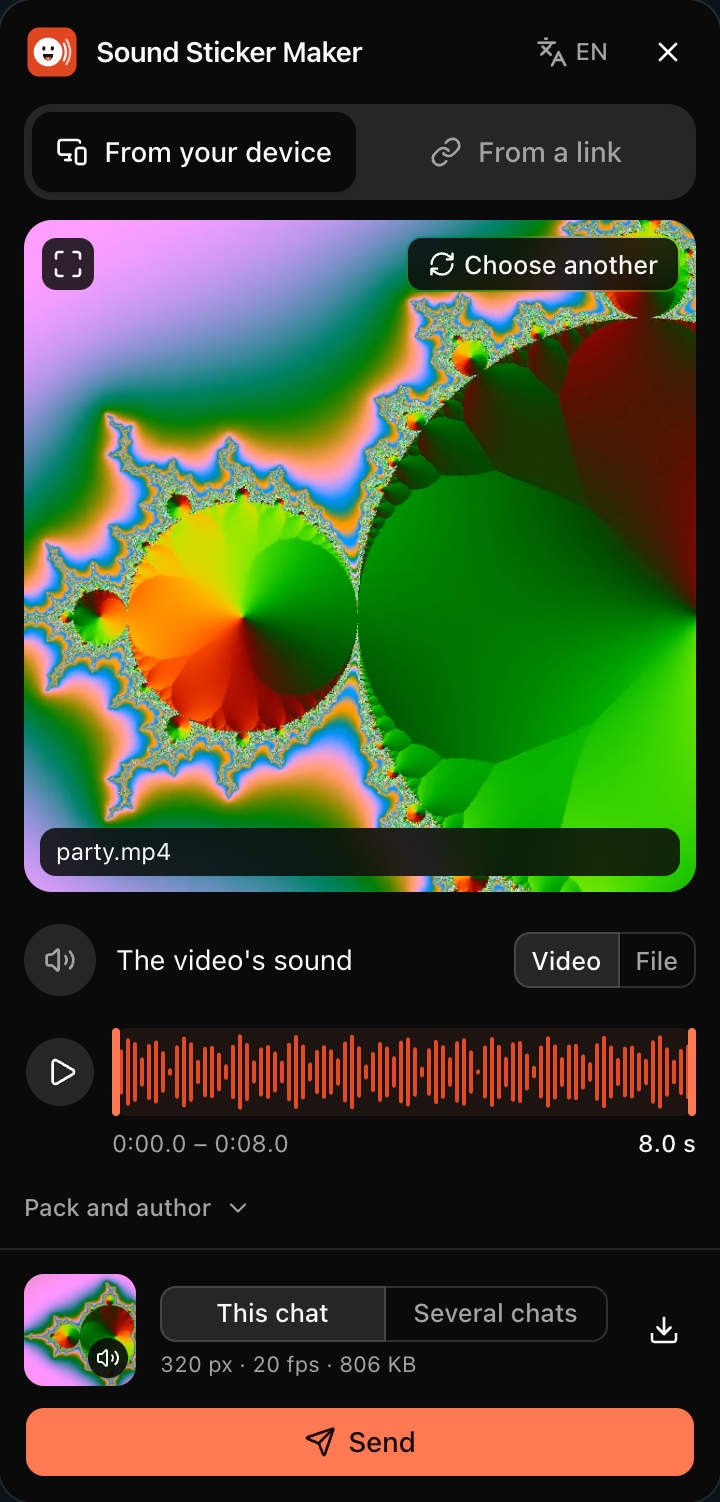 Sound Sticker Maker
EN
From your device
From a link
Choose another
party.mp4
The video's sound
Video
File
0:00.0 – 0:08.0
8.0 s
Pack and author
This chat
Several chats
320 px · 20 fps · 806 KB
Send